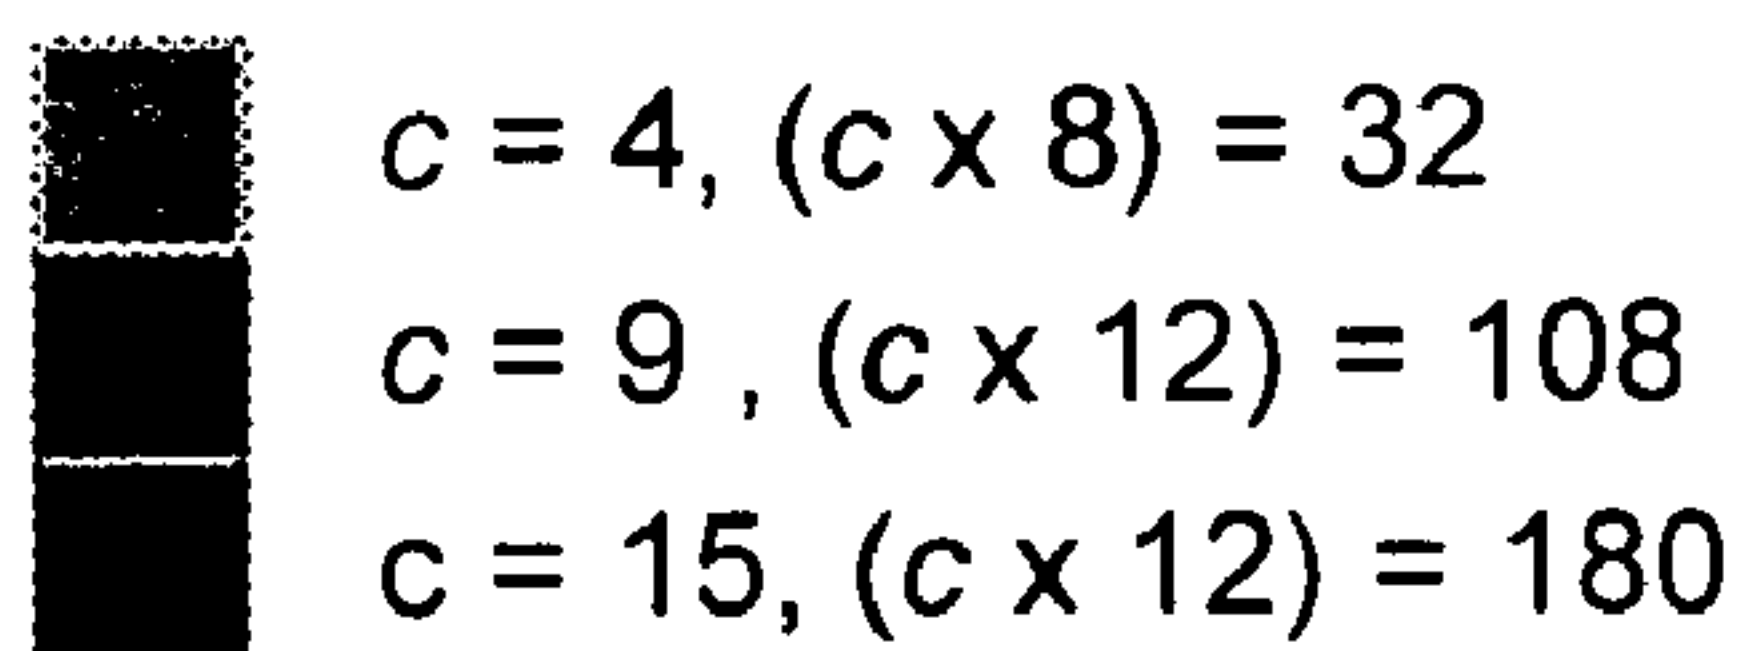 c = 4, (c x 8) = 32
c = 9 , (c x 12) = 108
c = 15, (c x 12) = 180